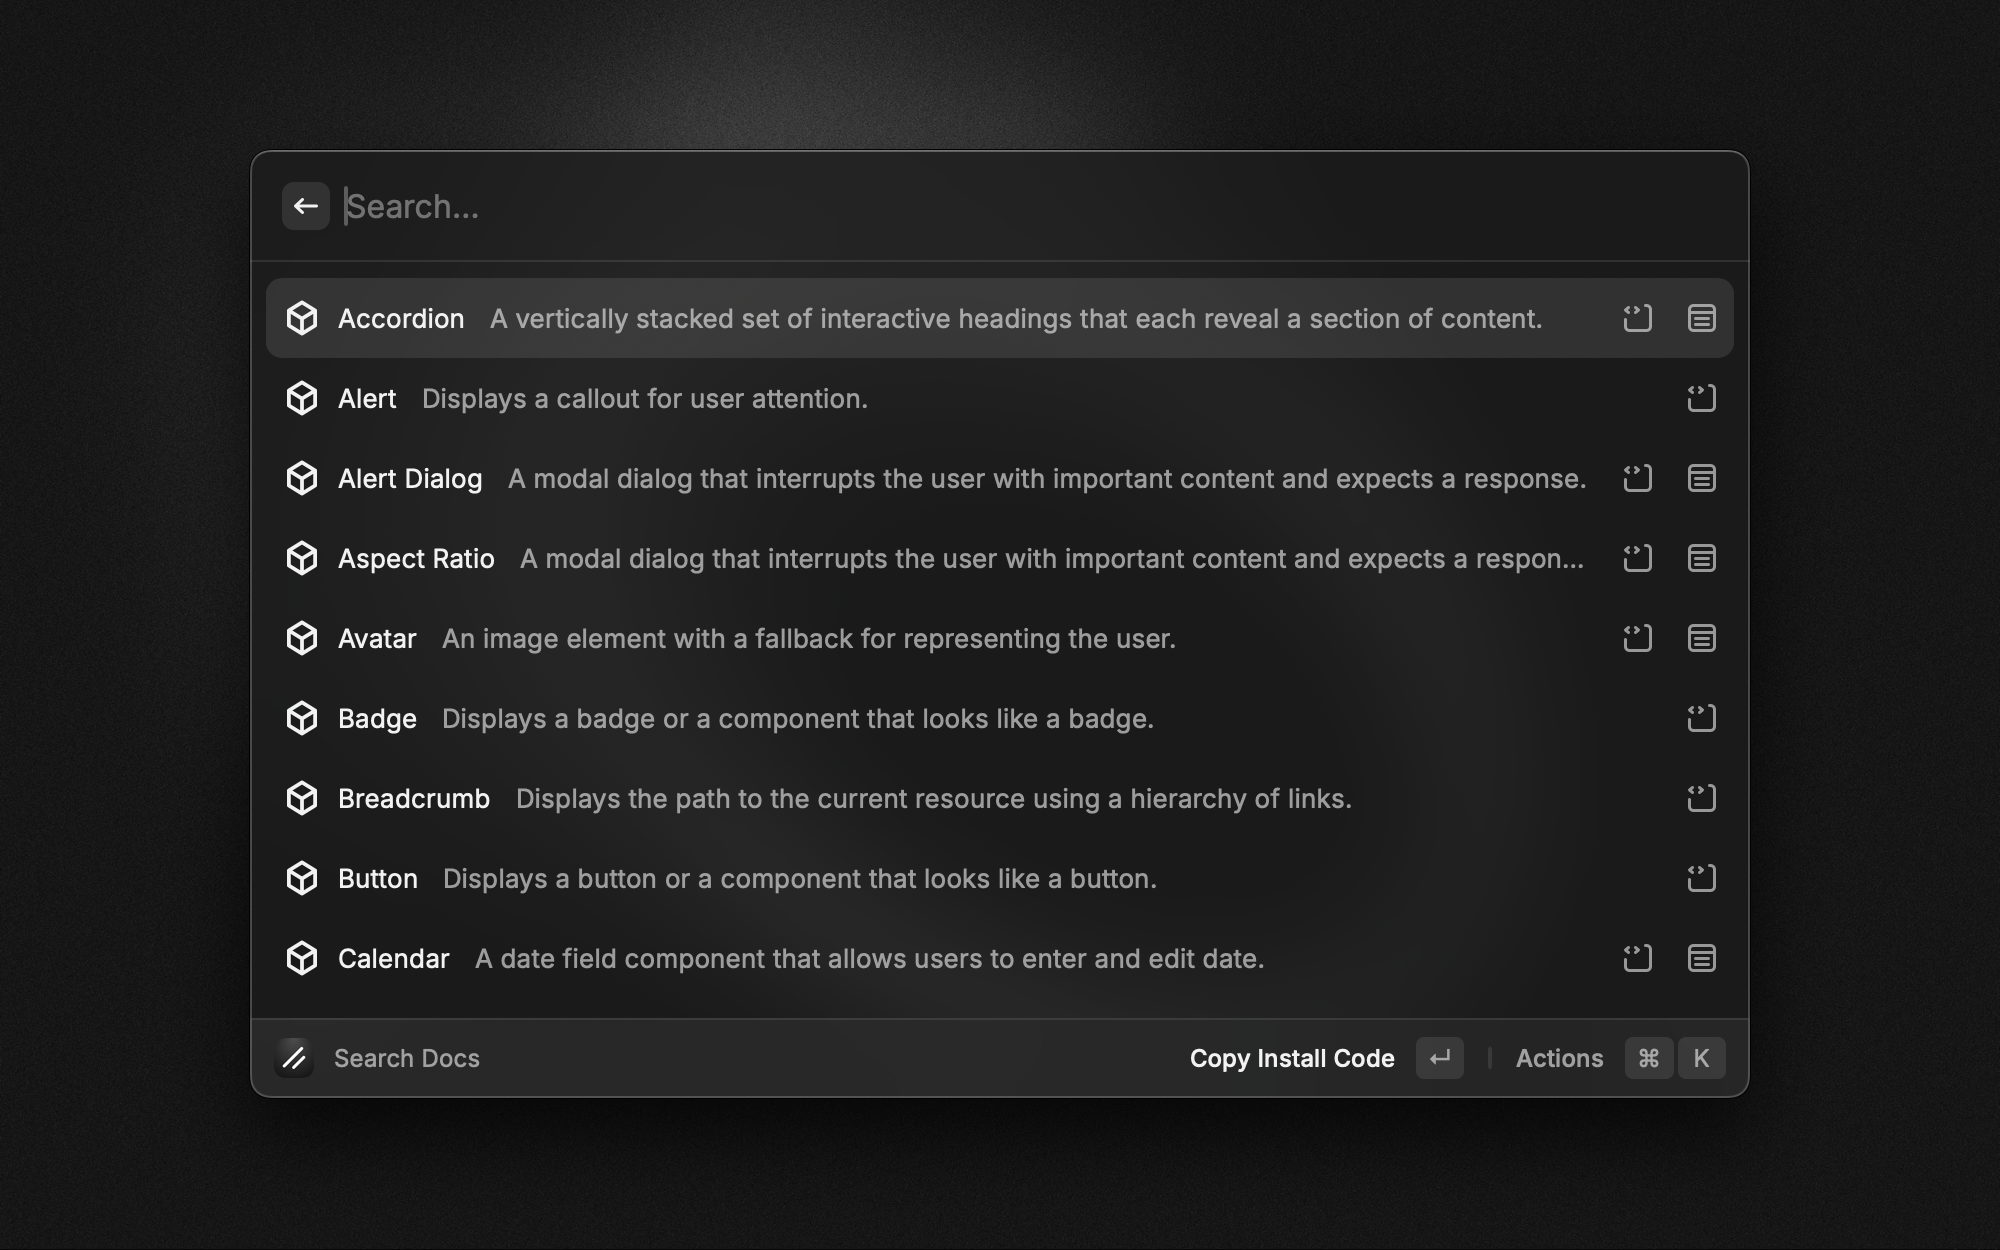 Search...
Accordion A vertically stacked set of interactive headings that each reveal a section of content.
Alert Displays a callout for user attention.
Alert Dialog A modal dialog that interrupts the user with important content and expects a response.
Aspect Ratio A modal dialog that interrupts the user with important content and expects a respon...
Avatar An image element with a fallback for representing the user.
Badge Displays a badge or a component that looks like a badge.
Breadcrumb Displays the path to the current resource using a hierarchy of links.
Button Displays a button or a component that looks like a button.
Calendar A date field component that allows users to enter and edit date.
Search Docs Copy Install Code ↵ Actions ⌘ K